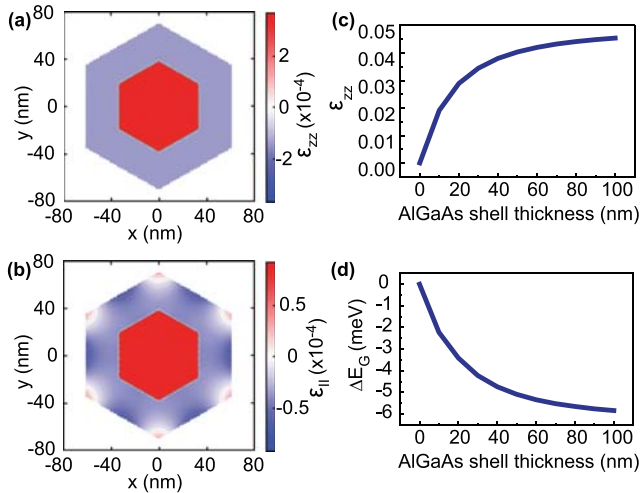 (a)
80
40
0
-40
-80
y (nm)
-80 -40 0 40 80
x (nm)
2
0
-2
ε_zz (x10⁻⁴)
(c)
0.05
0.04
0.03
0.02
0.01
0.00
ε_zz
0 20 40 60 80 100
AlGaAs shell thickness (nm)
(b)
80
40
0
-40
-80
y (nm)
-80 -40 0 40 80
x (nm)
0.5
0
-0.5
ε_|| (x10⁻⁴)
(d)
0
-1
-2
-3
-4
-5
-6
ΔE_G (meV)
0 20 40 60 80 100
AlGaAs shell thickness (nm)